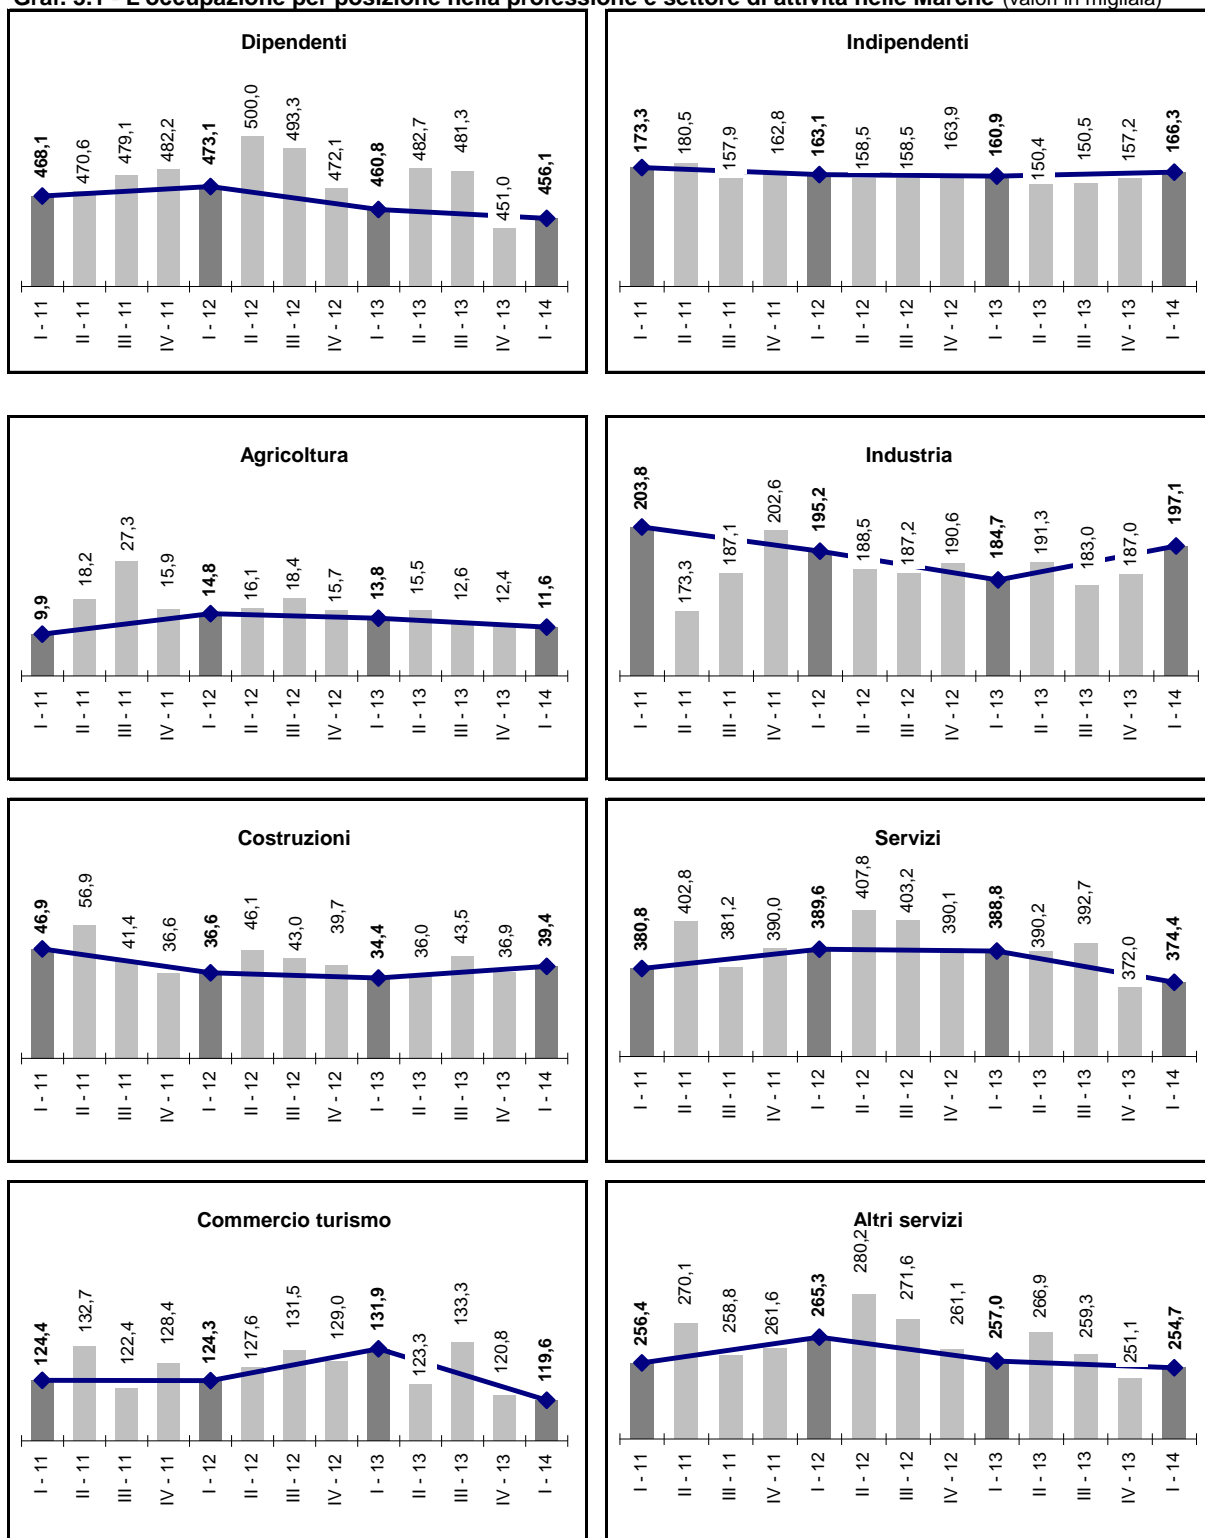 Graf. 3.1 - L'occupazione per posizione nella professione e settore di attività nelle Marche (valori in migliaia)
Dipendenti
468,1 470,6 479,1 482,2 473,1 500,0 493,3 472,1 460,8 482,7 481,3 451,0 456,1
I - 11 II - 11 III - 11 IV - 11 I - 12 II - 12 III - 12 IV - 12 I - 13 II - 13 III - 13 IV - 13 I - 14
Indipendenti
173,3 180,5 157,9 162,8 163,1 158,5 158,5 163,9 160,9 150,4 150,5 157,2 166,3
I - 11 II - 11 III - 11 IV - 11 I - 12 II - 12 III - 12 IV - 12 I - 13 II - 13 III - 13 IV - 13 I - 14
Agricoltura
9,9 18,2 27,3 15,9 14,8 16,1 18,4 15,7 13,8 15,5 12,6 12,4 11,6
I - 11 II - 11 III - 11 IV - 11 I - 12 II - 12 III - 12 IV - 12 I - 13 II - 13 III - 13 IV - 13 I - 14
Industria
203,8 173,3 187,1 202,6 195,2 188,5 187,2 190,6 184,7 191,3 183,0 187,0 197,1
I - 11 II - 11 III - 11 IV - 11 I - 12 II - 12 III - 12 IV - 12 I - 13 II - 13 III - 13 IV - 13 I - 14
Costruzioni
46,9 56,9 41,4 36,6 36,6 46,1 43,0 39,7 34,4 36,0 43,5 36,9 39,4
I - 11 II - 11 III - 11 IV - 11 I - 12 II - 12 III - 12 IV - 12 I - 13 II - 13 III - 13 IV - 13 I - 14
Servizi
380,8 402,8 381,2 390,0 389,6 407,8 403,2 390,1 388,8 390,2 392,7 372,0 374,4
I - 11 II - 11 III - 11 IV - 11 I - 12 II - 12 III - 12 IV - 12 I - 13 II - 13 III - 13 IV - 13 I - 14
Commercio turismo
124,4 132,7 122,4 128,4 124,3 127,6 131,5 129,0 131,9 123,3 133,3 120,8 119,6
I - 11 II - 11 III - 11 IV - 11 I - 12 II - 12 III - 12 IV - 12 I - 13 II - 13 III - 13 IV - 13 I - 14
Altri servizi
256,4 270,1 258,8 261,6 265,3 280,2 271,6 261,1 257,0 266,9 259,3 251,1 254,7
I - 11 II - 11 III - 11 IV - 11 I - 12 II - 12 III - 12 IV - 12 I - 13 II - 13 III - 13 IV - 13 I - 14